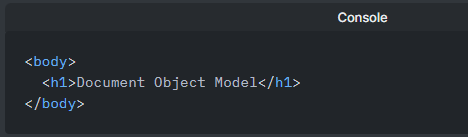 Console
<body>
<h1>Document Object Model</h1>
</body>